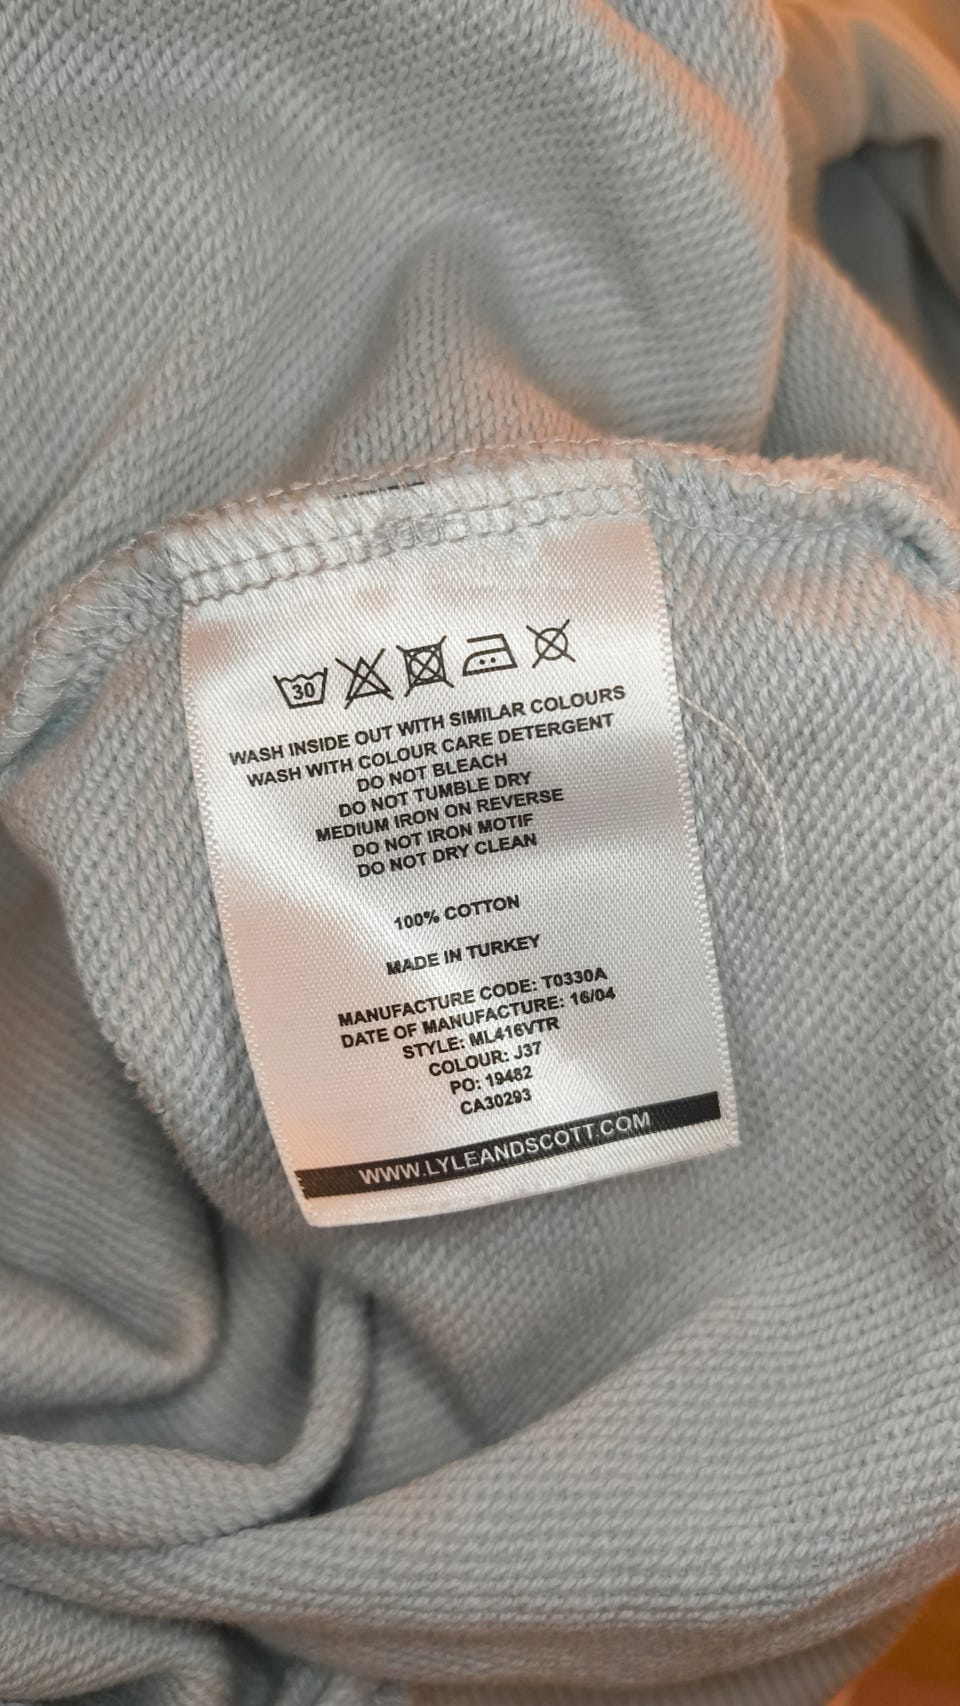 30
WASH INSIDE OUT WITH SIMILAR COLOURS
WASH WITH COLOUR CARE DETERGENT
DO NOT BLEACH
DO NOT TUMBLE DRY
MEDIUM IRON ON REVERSE
DO NOT IRON MOTIF
DO NOT DRY CLEAN
100% COTTON
MADE IN TURKEY
MANUFACTURE CODE: T0330A
DATE OF MANUFACTURE: 16/04
STYLE: ML416VTR
COLOUR: J37
PO: 19482
CA30293
WWW.LYLEANDSCOTT.COM